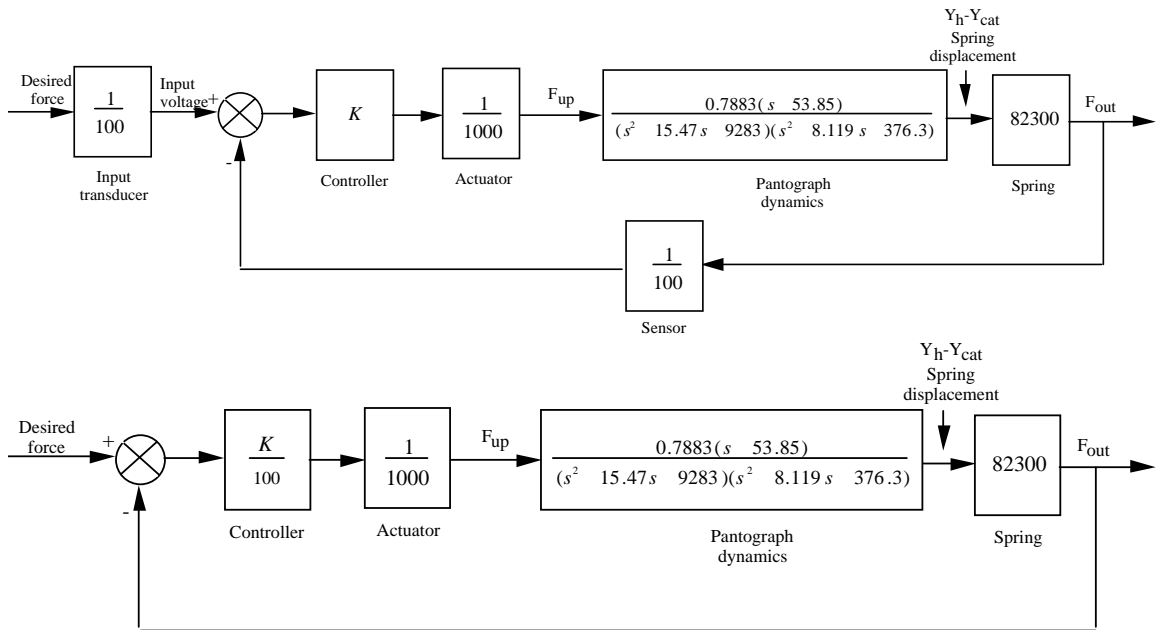 Y_h-Y_cat
Spring
displacement
Desired
force
1
100
Input
voltage
+
-
K
1
1000
F_up
0.7883(s 53.85)
(s² 15.47s 9283)(s² 8.119 s 376.3)
82300
F_out
Input
transducer
Controller
Actuator
Pantograph
dynamics
Spring
1
100
Sensor
Y_h-Y_cat
Spring
displacement
Desired
force
+
-
K
100
1
1000
F_up
0.7883(s 53.85)
(s² 15.47s 9283)(s² 8.119 s 376.3)
82300
F_out
Controller
Actuator
Pantograph
dynamics
Spring